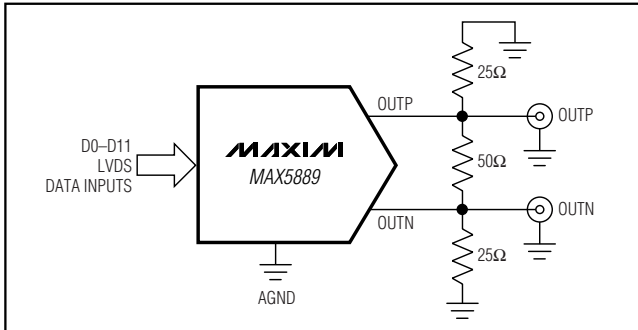 25Ω
OUTP
OUTP
D0–D11
LVDS
DATA INPUTS
MAXIM
MAX5889
50Ω
OUTN
OUTN
25Ω
AGND